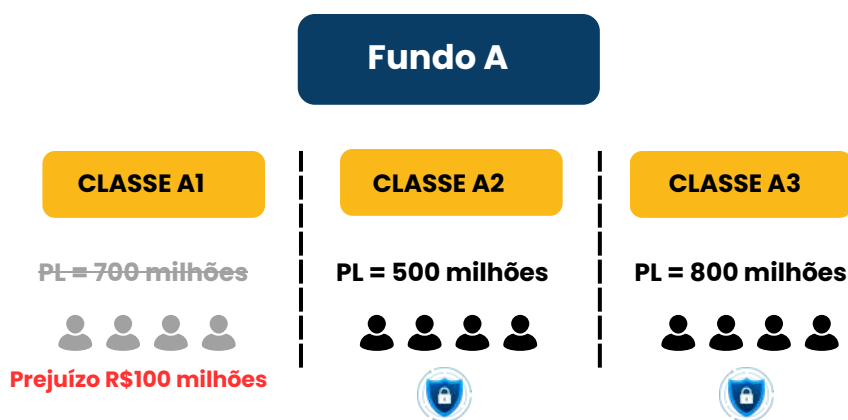 Fundo A
CLASSE A1
CLASSE A2
CLASSE A3
PL = 700 milhões
PL = 500 milhões
PL = 800 milhões
Prejuízo R$100 milhões